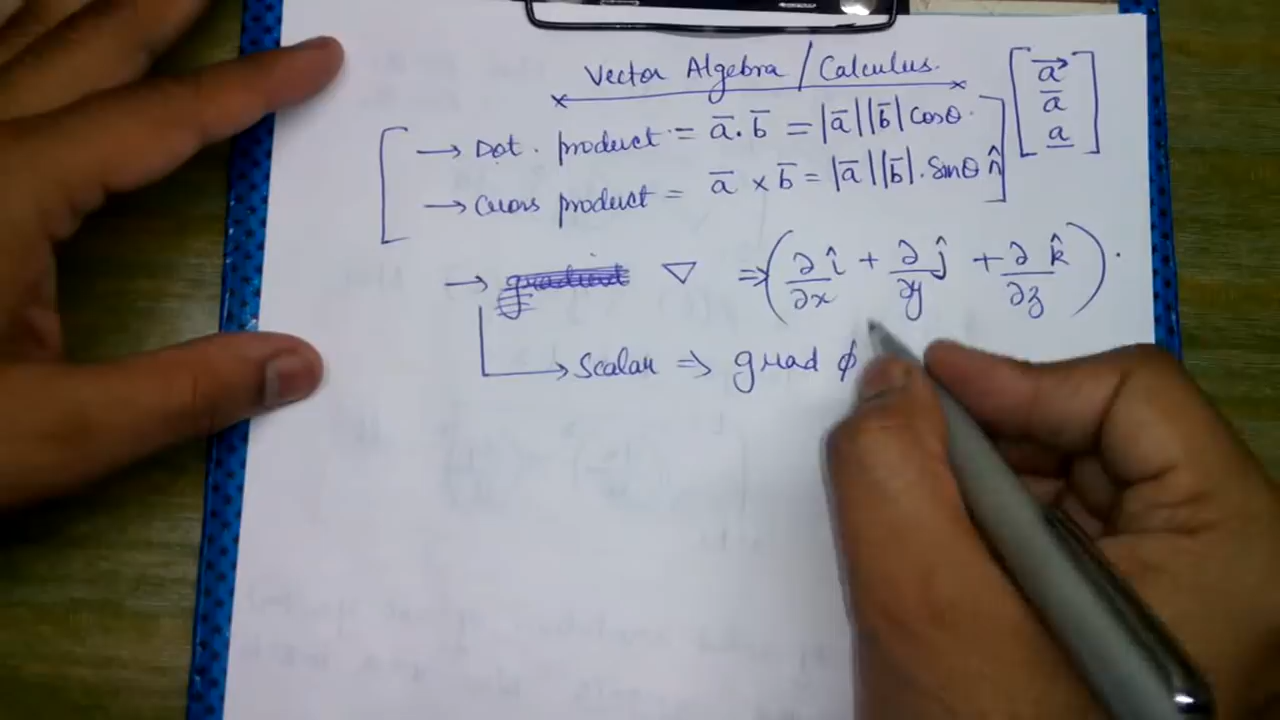 Vector Algebra / Calculus.
→ Dot. product = a̅ . b̅ = |a̅||b̅| cosθ.
→ Cross product = a̅ × b̅ = |a̅||b̅|. Sinθ n̂
[a⃗
a̅
a̲]
→ ▽ ⇒ (∂/∂x î + ∂/∂y ĵ + ∂/∂z k̂).
→ Scalar ⇒ grad ϕ